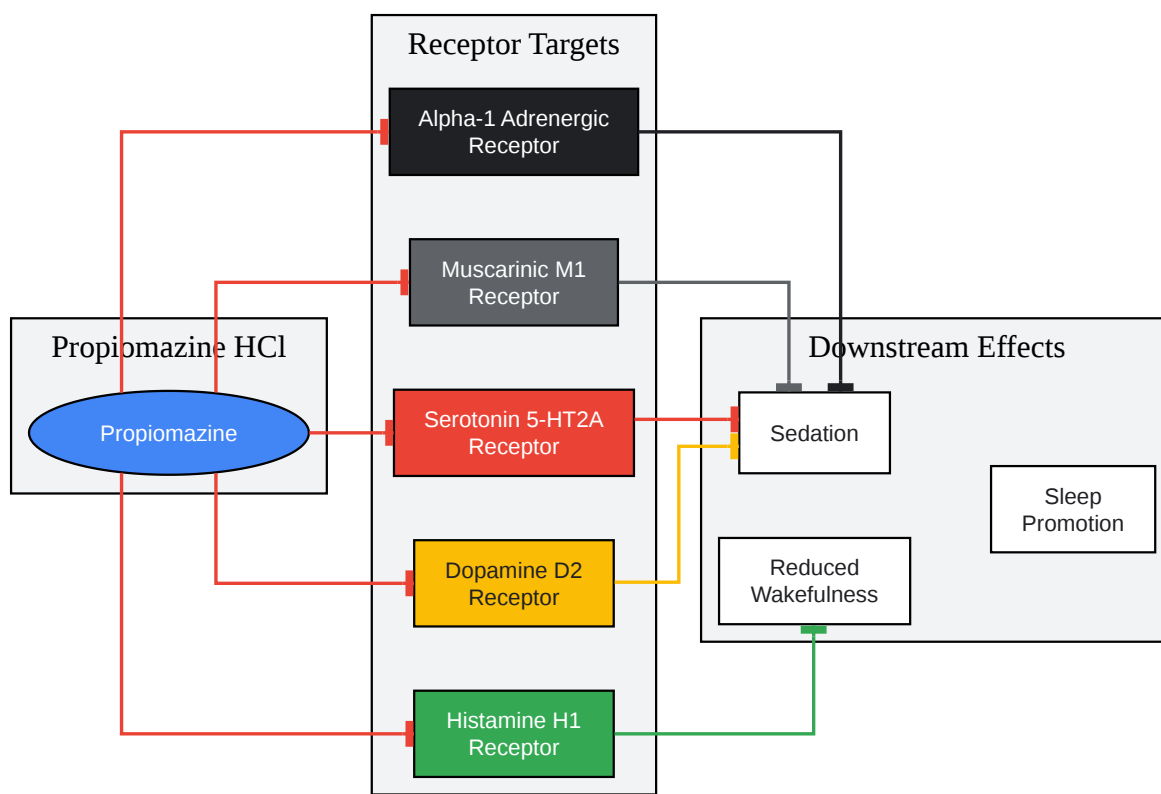 Receptor Targets
Alpha-1 Adrenergic
Receptor
Muscarinic M1
Receptor
Propiomazine HCl
Propiomazine
Serotonin 5-HT2A
Receptor
Dopamine D2
Receptor
Histamine H1
Receptor
Downstream Effects
Sedation
Sleep
Promotion
Reduced
Wakefulness